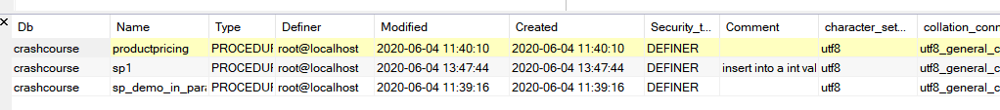 Db Name Type Definer Modified Created Security_t... Comment character_set... collation_conn
crashcourse productpricing PROCEDUR root@localhost 2020-06-04 11:40:10 2020-06-04 11:40:10 DEFINER utf8 utf8_general_c
crashcourse sp1 PROCEDUR root@localhost 2020-06-04 13:47:44 2020-06-04 13:47:44 DEFINER insert into a int val utf8 utf8_general_c
crashcourse sp_demo_in_para PROCEDUR root@localhost 2020-06-04 11:39:16 2020-06-04 11:39:16 DEFINER utf8 utf8_general_c